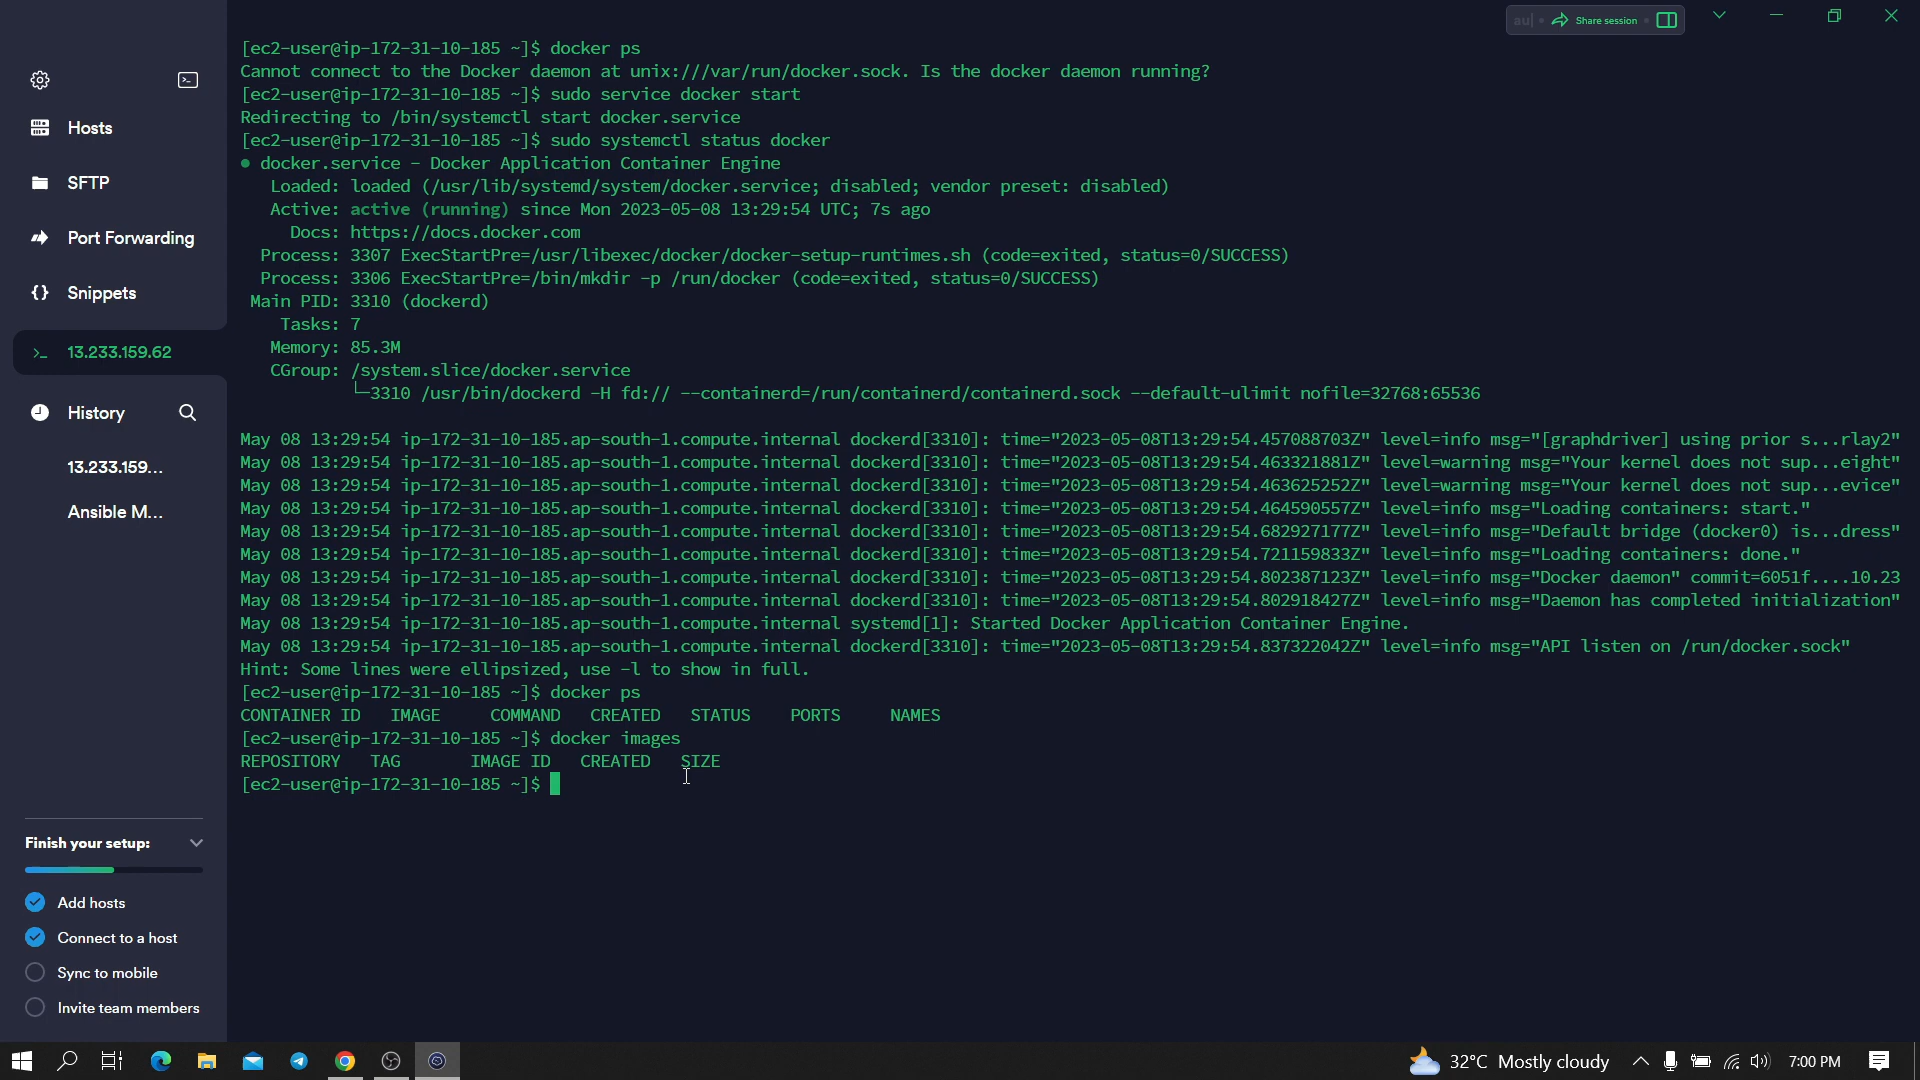 Share session
Hosts
SFTP
Port Forwarding
Snippets
13.233.159.62
History
13.233.159...
Ansible M...
Finish your setup:
Add hosts
Connect to a host
Sync to mobile
Invite team members
[ec2-user@ip-172-31-10-185 ~]$ docker ps
Cannot connect to the Docker daemon at unix:///var/run/docker.sock. Is the docker daemon running?
[ec2-user@ip-172-31-10-185 ~]$ sudo service docker start
Redirecting to /bin/systemctl start docker.service
[ec2-user@ip-172-31-10-185 ~]$ sudo systemctl status docker
● docker.service - Docker Application Container Engine
Loaded: loaded (/usr/lib/systemd/system/docker.service; disabled; vendor preset: disabled)
Active: active (running) since Mon 2023-05-08 13:29:54 UTC; 7s ago
Docs: https://docs.docker.com
Process: 3307 ExecStartPre=/usr/libexec/docker/docker-setup-runtimes.sh (code=exited, status=0/SUCCESS)
Process: 3306 ExecStartPre=/bin/mkdir -p /run/docker (code=exited, status=0/SUCCESS)
Main PID: 3310 (dockerd)
Tasks: 7
Memory: 85.3M
CGroup: /system.slice/docker.service
└─3310 /usr/bin/dockerd -H fd:// --containerd=/run/containerd/containerd.sock --default-ulimit nofile=32768:65536
May 08 13:29:54 ip-172-31-10-185.ap-south-1.compute.internal dockerd[3310]: time="2023-05-08T13:29:54.457088703Z" level=info msg="[graphdriver] using prior s...rlay2"
May 08 13:29:54 ip-172-31-10-185.ap-south-1.compute.internal dockerd[3310]: time="2023-05-08T13:29:54.463321881Z" level=warning msg="Your kernel does not sup...eight"
May 08 13:29:54 ip-172-31-10-185.ap-south-1.compute.internal dockerd[3310]: time="2023-05-08T13:29:54.463625252Z" level=warning msg="Your kernel does not sup...evice"
May 08 13:29:54 ip-172-31-10-185.ap-south-1.compute.internal dockerd[3310]: time="2023-05-08T13:29:54.464590557Z" level=info msg="Loading containers: start."
May 08 13:29:54 ip-172-31-10-185.ap-south-1.compute.internal dockerd[3310]: time="2023-05-08T13:29:54.682927177Z" level=info msg="Default bridge (docker0) is...dress"
May 08 13:29:54 ip-172-31-10-185.ap-south-1.compute.internal dockerd[3310]: time="2023-05-08T13:29:54.721159833Z" level=info msg="Loading containers: done."
May 08 13:29:54 ip-172-31-10-185.ap-south-1.compute.internal dockerd[3310]: time="2023-05-08T13:29:54.802387123Z" level=info msg="Docker daemon" commit=6051f....10.23
May 08 13:29:54 ip-172-31-10-185.ap-south-1.compute.internal dockerd[3310]: time="2023-05-08T13:29:54.802918427Z" level=info msg="Daemon has completed initialization"
May 08 13:29:54 ip-172-31-10-185.ap-south-1.compute.internal systemd[1]: Started Docker Application Container Engine.
May 08 13:29:54 ip-172-31-10-185.ap-south-1.compute.internal dockerd[3310]: time="2023-05-08T13:29:54.837322042Z" level=info msg="API listen on /run/docker.sock"
Hint: Some lines were ellipsized, use -l to show in full.
[ec2-user@ip-172-31-10-185 ~]$ docker ps
CONTAINER ID IMAGE COMMAND CREATED STATUS PORTS NAMES
[ec2-user@ip-172-31-10-185 ~]$ docker images
REPOSITORY TAG IMAGE ID CREATED SIZE
[ec2-user@ip-172-31-10-185 ~]$
32°C Mostly cloudy
7:00 PM